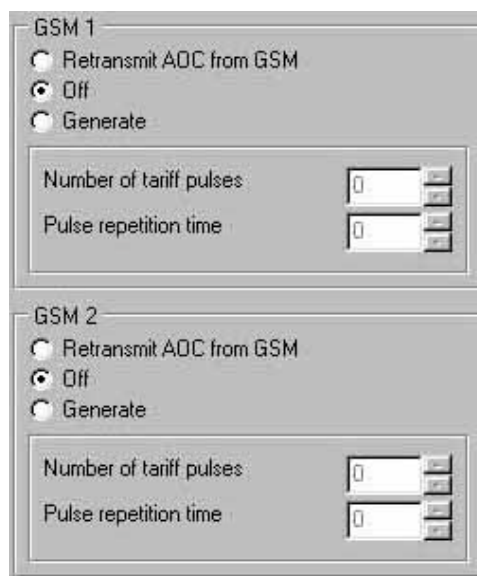 GSM 1
Retransmit AOC from GSM
Off
Generate
Number of tariff pulses 0
Pulse repetition time 0
GSM 2
Retransmit AOC from GSM
Off
Generate
Number of tariff pulses 0
Pulse repetition time 0